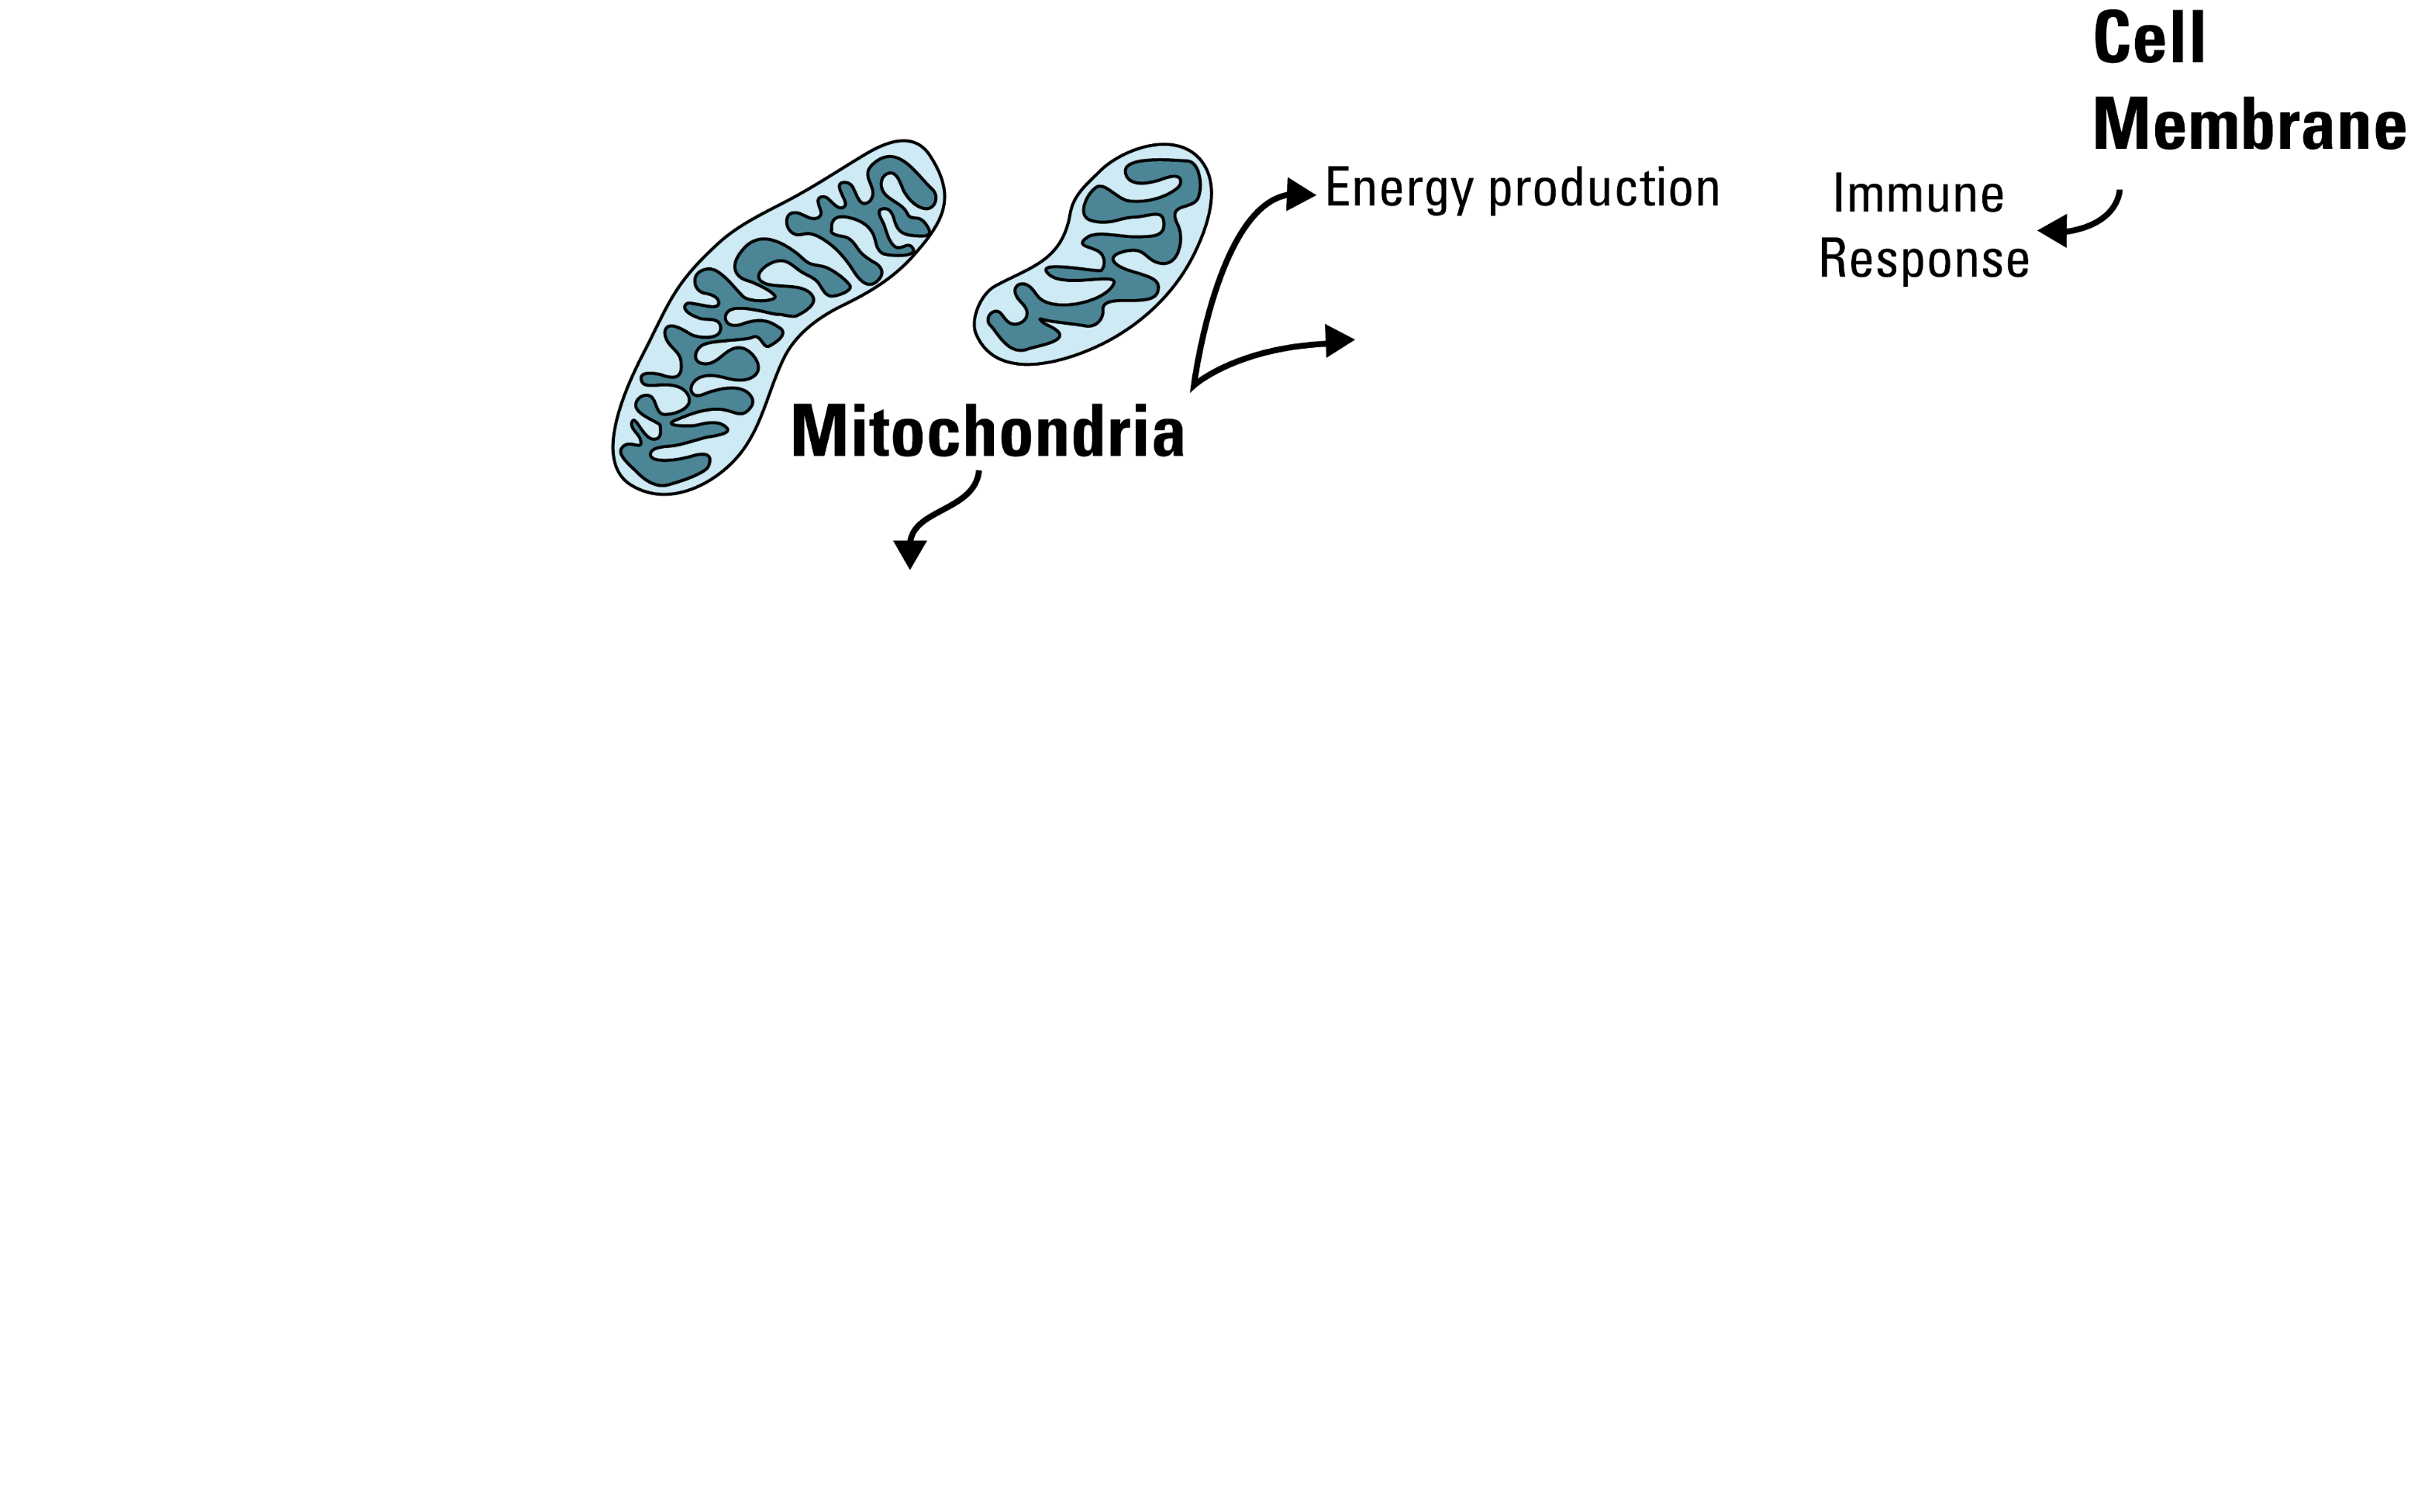 Cell
Membrane
Energy production
Immune
Response
Mitochondria